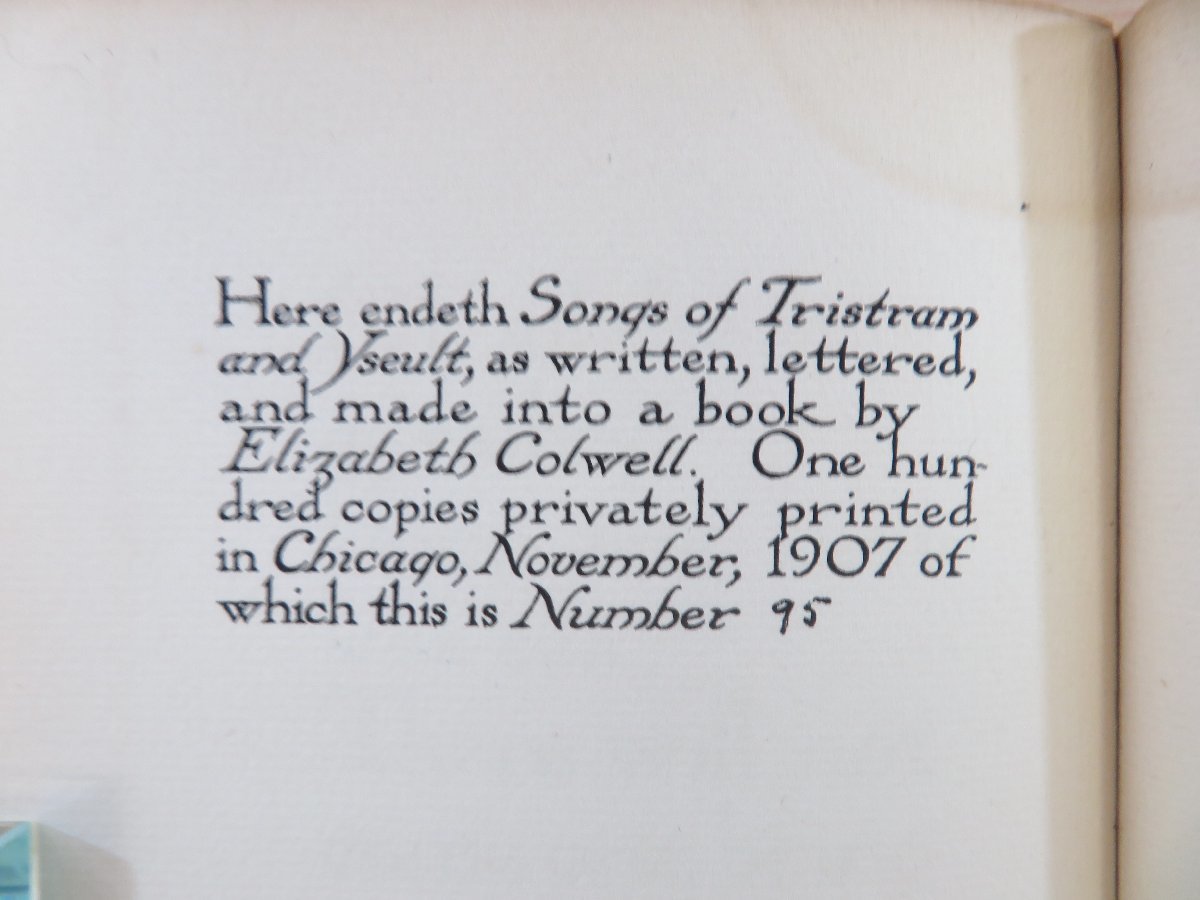 Here endeth Songs of Tristram
and Yseult, as written, lettered,
and made into a book by
Elizabeth Colwell. One hun-
dred copies privately printed
in Chicago, November, 1907 of
which this is Number 95